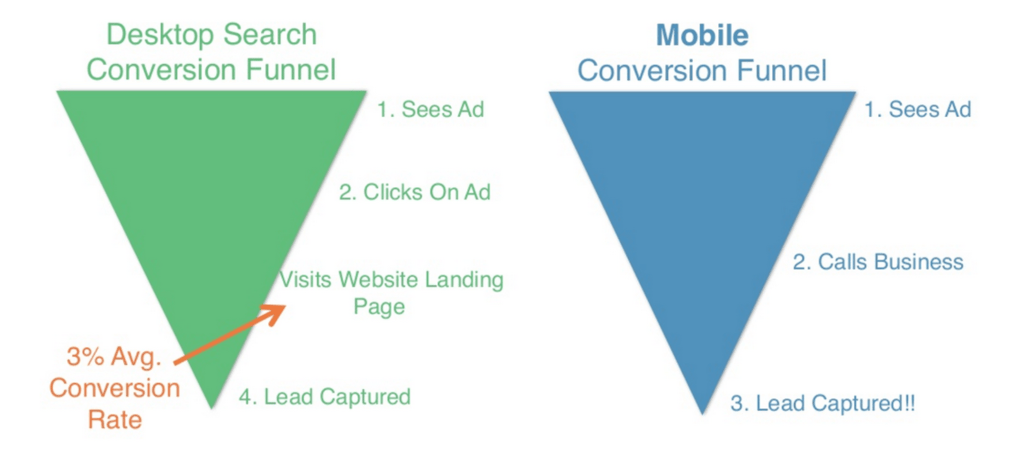 Desktop Search
Conversion Funnel
1. Sees Ad
2. Clicks On Ad
Visits Website Landing
Page
3% Avg.
Conversion
Rate
4. Lead Captured
Mobile
Conversion Funnel
1. Sees Ad
2. Calls Business
3. Lead Captured!!